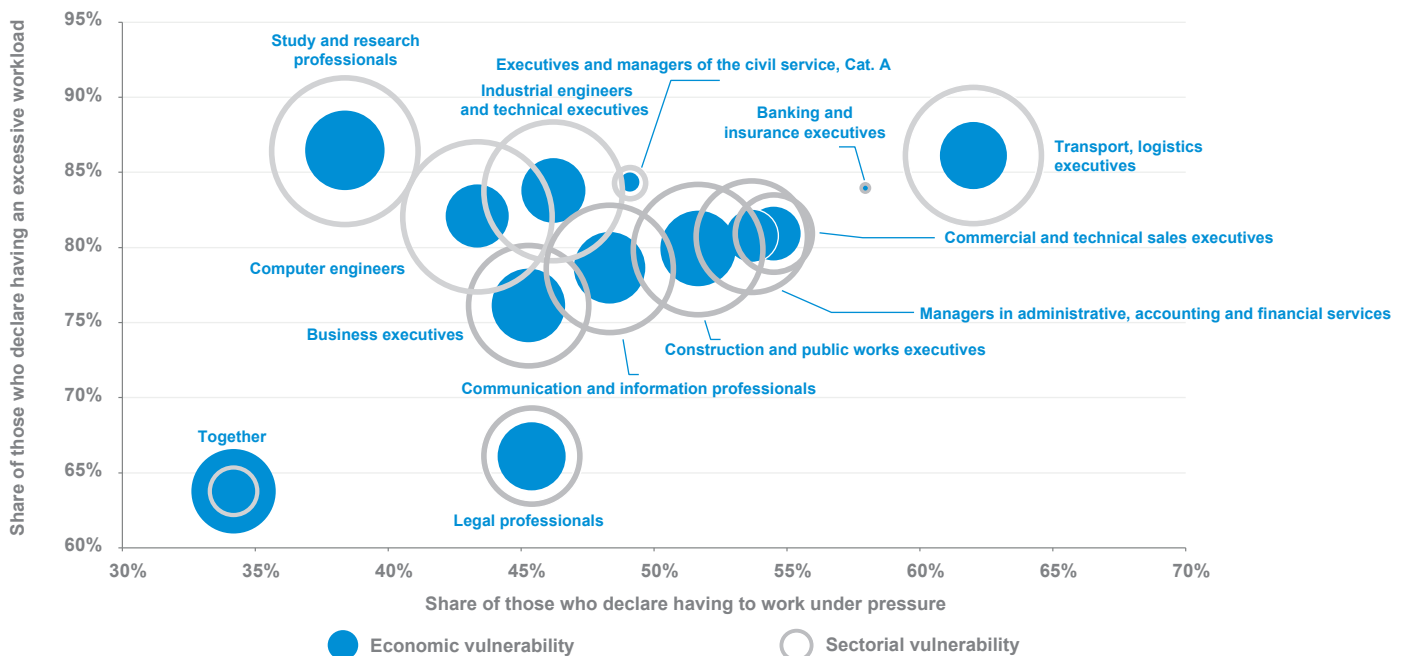 Share of those who declare having an excessive workload
95%
90%
85%
80%
75%
70%
65%
60%
Study and research
professionals
Executives and managers of the civil service, Cat. A
Industrial engineers
and technical executives
Banking and
insurance executives
Transport, logistics
executives
Commercial and technical sales executives
Computer engineers
Managers in administrative, accounting and financial services
Business executives
Construction and public works executives
Communication and information professionals
Together
Legal professionals
30%
35%
40%
45%
50%
55%
60%
65%
70%
Share of those who declare having to work under pressure
Economic vulnerability
Sectorial vulnerability